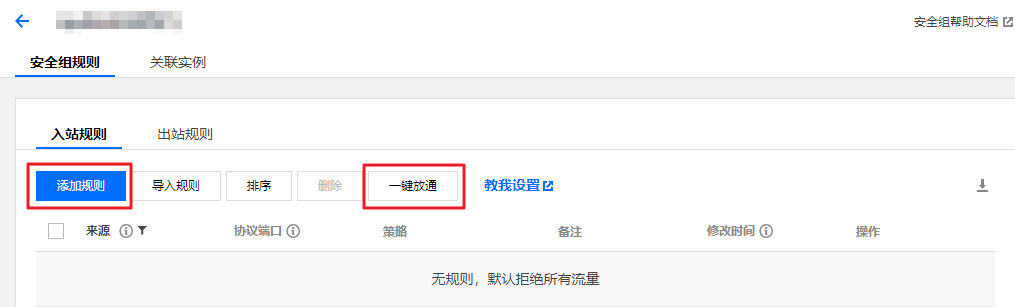 安全组帮助文档
安全组规则 关联实例
入站规则 出站规则
添加规则 导入规则 排序 删除 一键放通 教我设置
来源 协议端口 策略 备注 修改时间 操作
无规则，默认拒绝所有流量